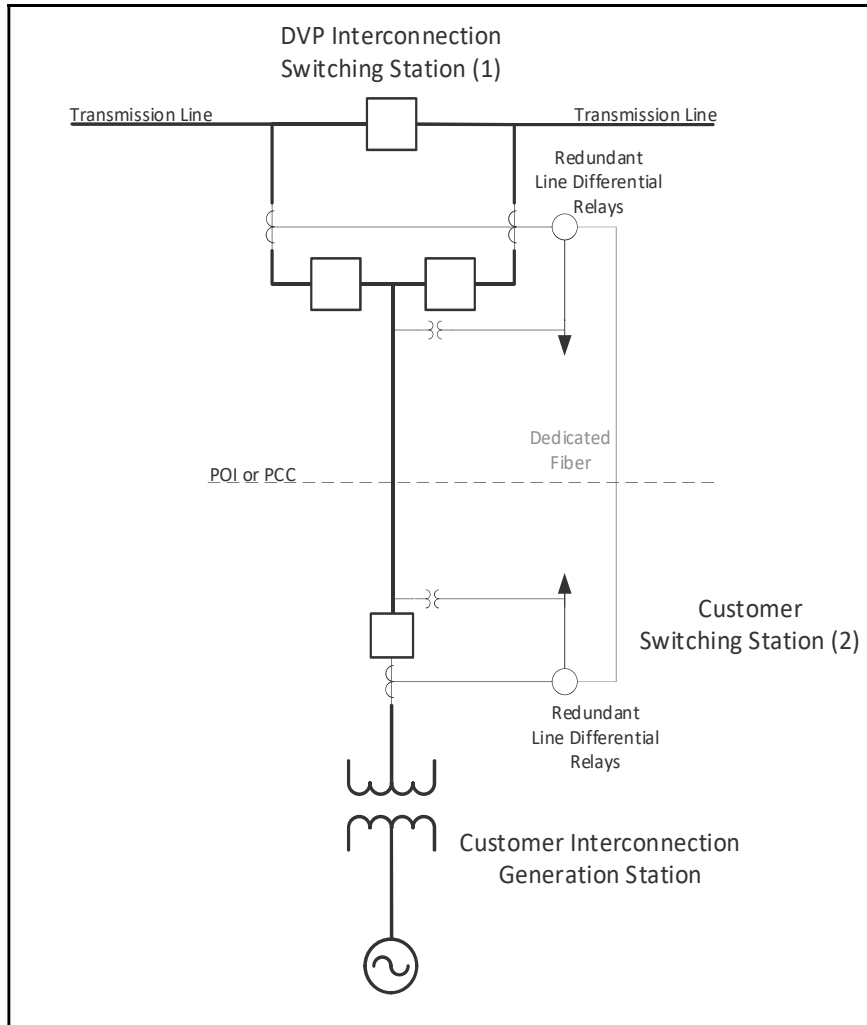 DVP Interconnection
Switching Station (1)
Transmission Line
Transmission Line
Redundant
Line Differential
Relays
Dedicated
Fiber
POI or PCC
Customer
Switching Station (2)
Redundant
Line Differential
Relays
Customer Interconnection
Generation Station